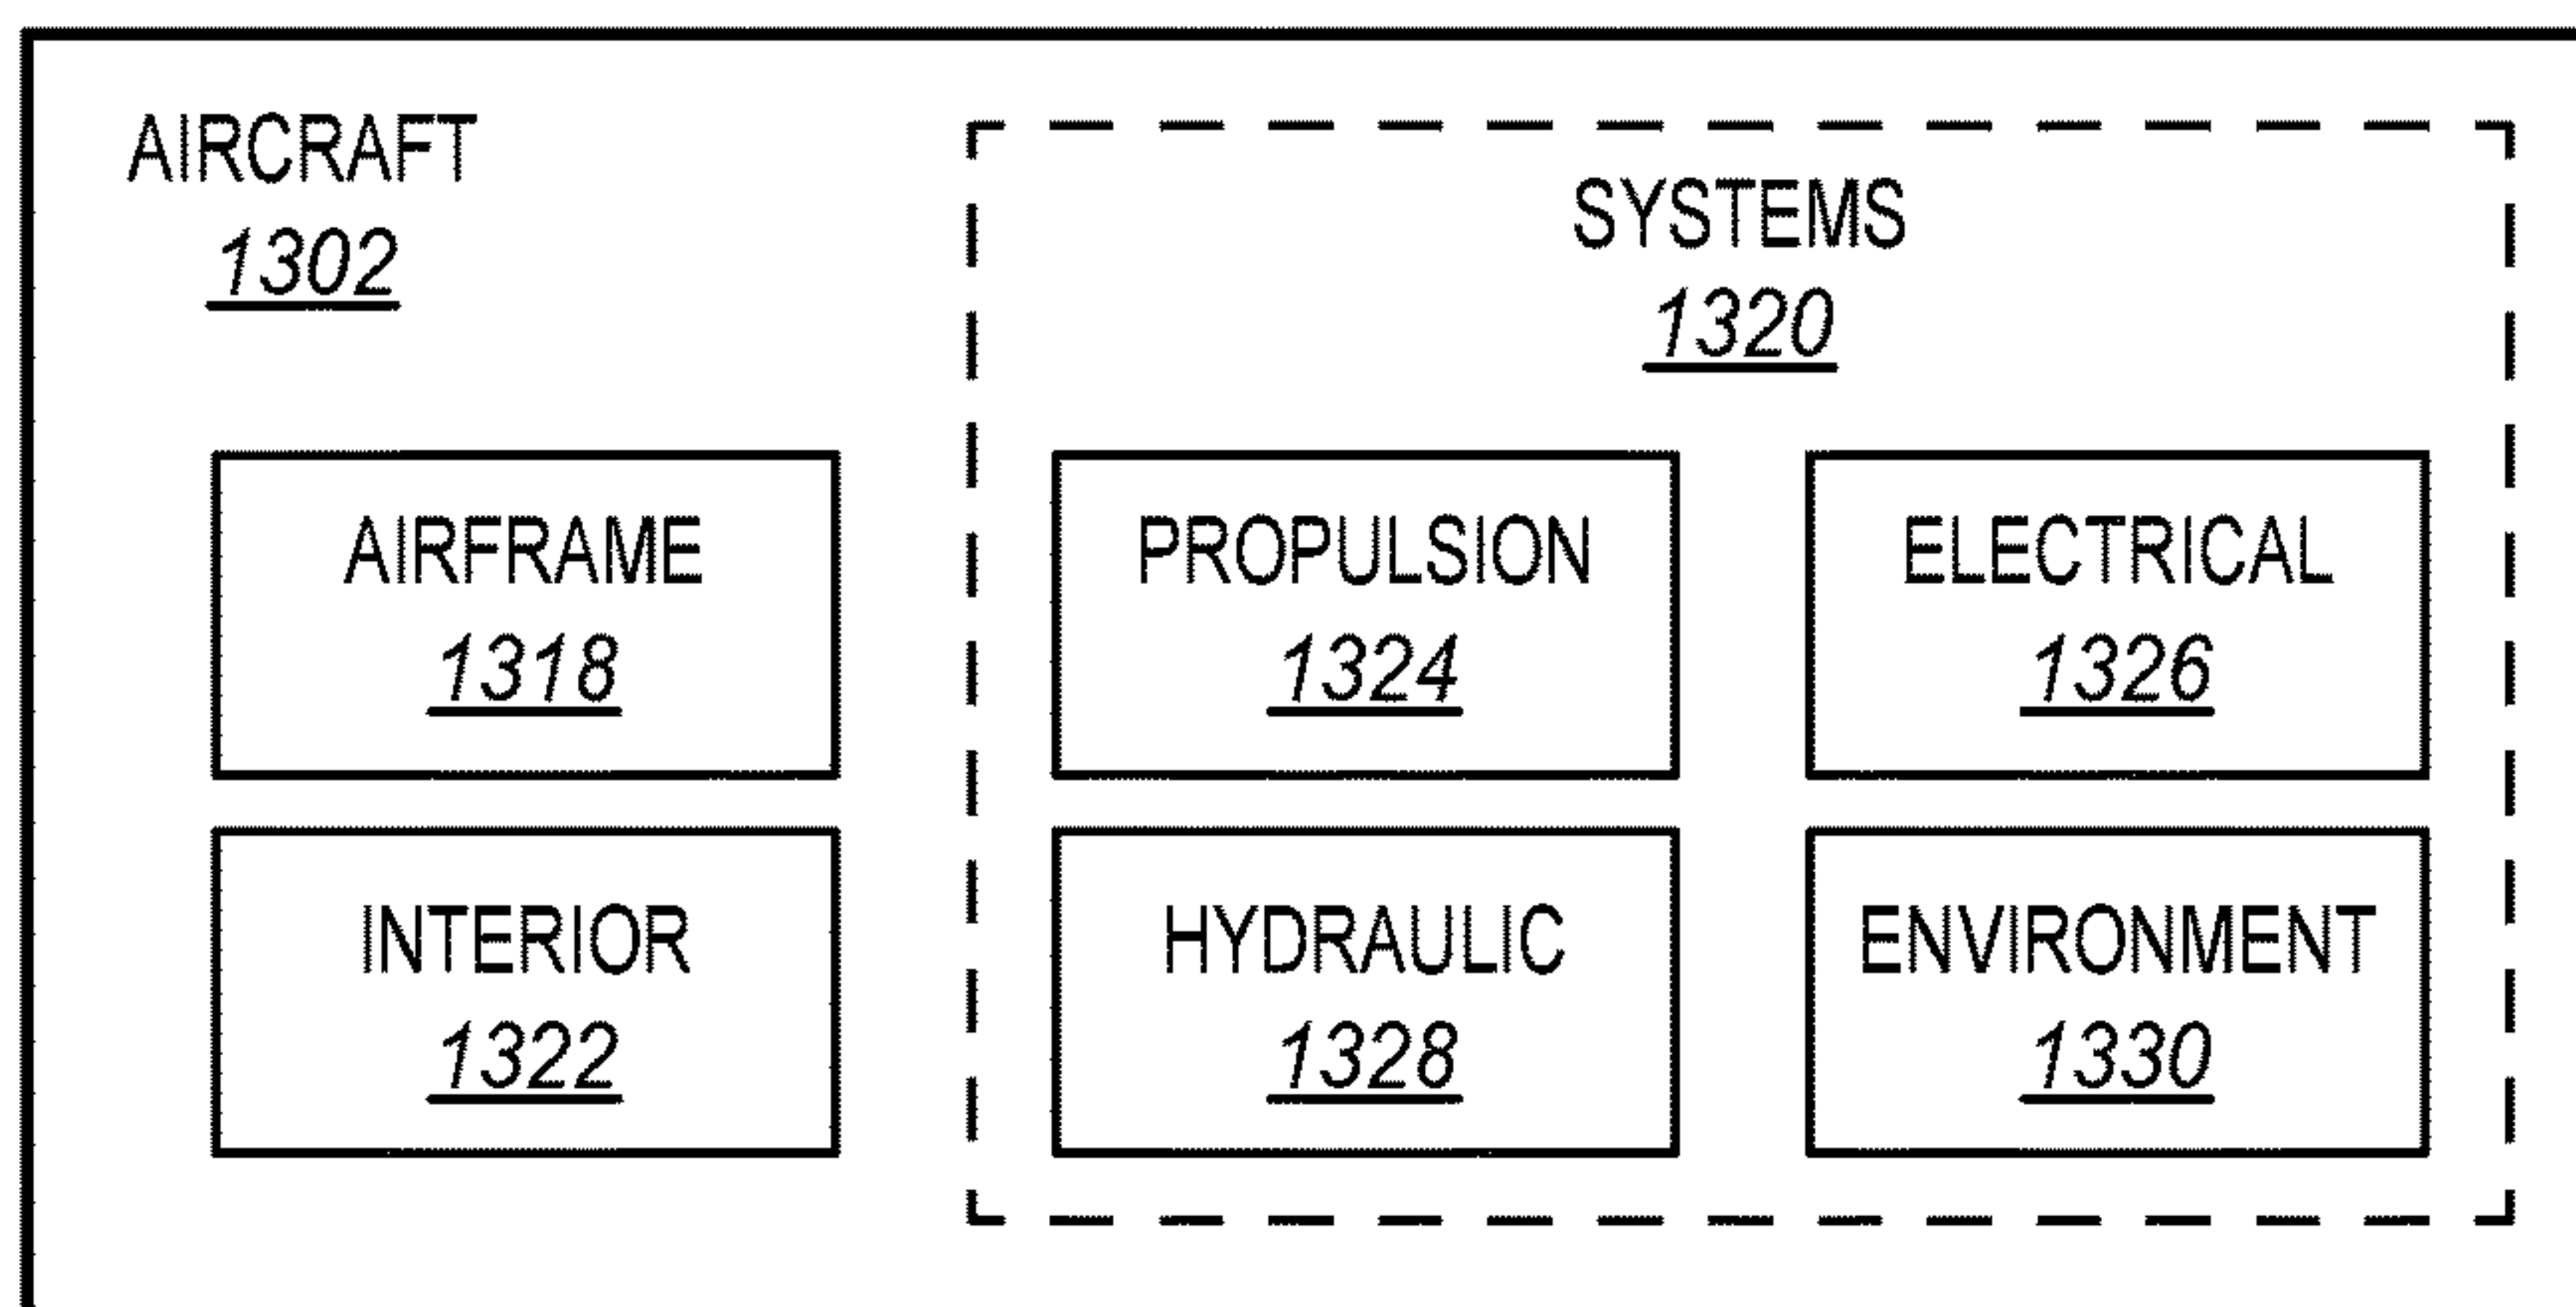 AIRCRAFT
1302
SYSTEMS
1320
AIRFRAME
1318
PROPULSION
1324
ELECTRICAL
1326
INTERIOR
1322
HYDRAULIC
1328
ENVIRONMENT
1330